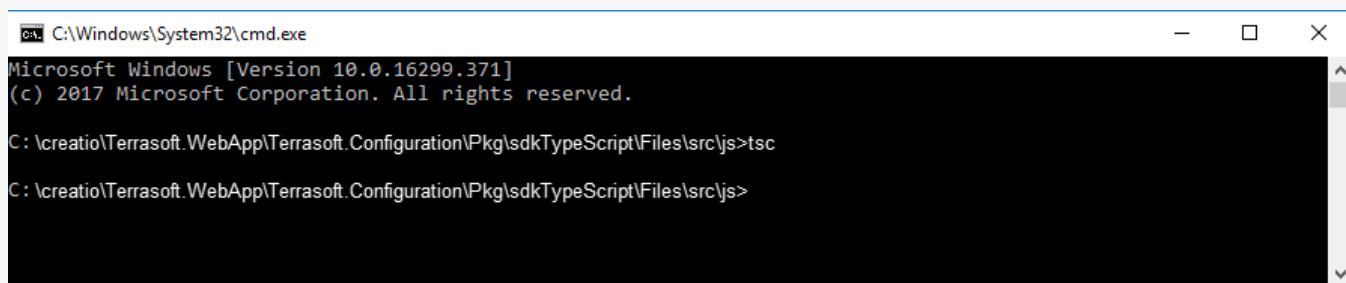 C:\Windows\System32\cmd.exe
Microsoft Windows [Version 10.0.16299.371]
(c) 2017 Microsoft Corporation. All rights reserved.
C:\creatio\Terrasoft.WebApp\Terrasoft.Configuration\Pkg\sdkTypeScript\Files\src\js>tsc
C:\creatio\Terrasoft.WebApp\Terrasoft.Configuration\Pkg\sdkTypeScript\Files\src\js>